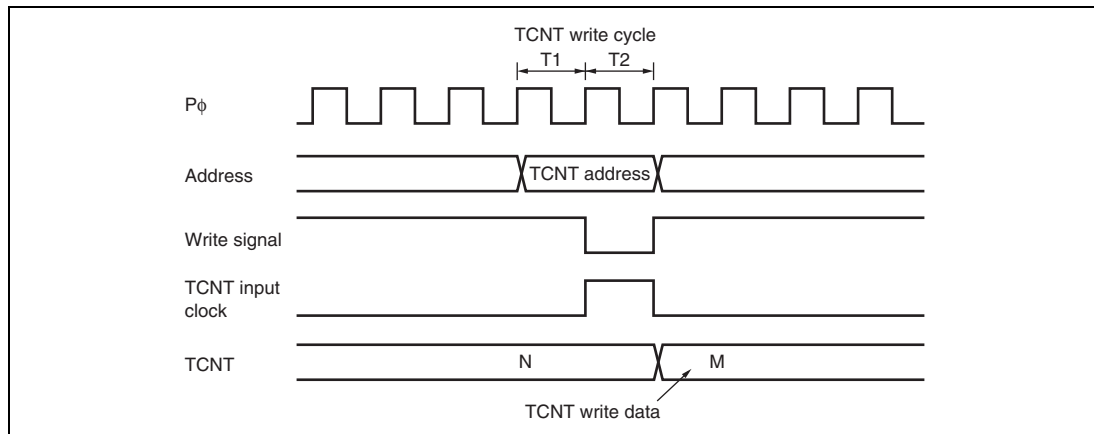 TCNT write cycle
T1 T2
Pϕ
Address
TCNT address
Write signal
TCNT input
clock
TCNT
N
M
TCNT write data